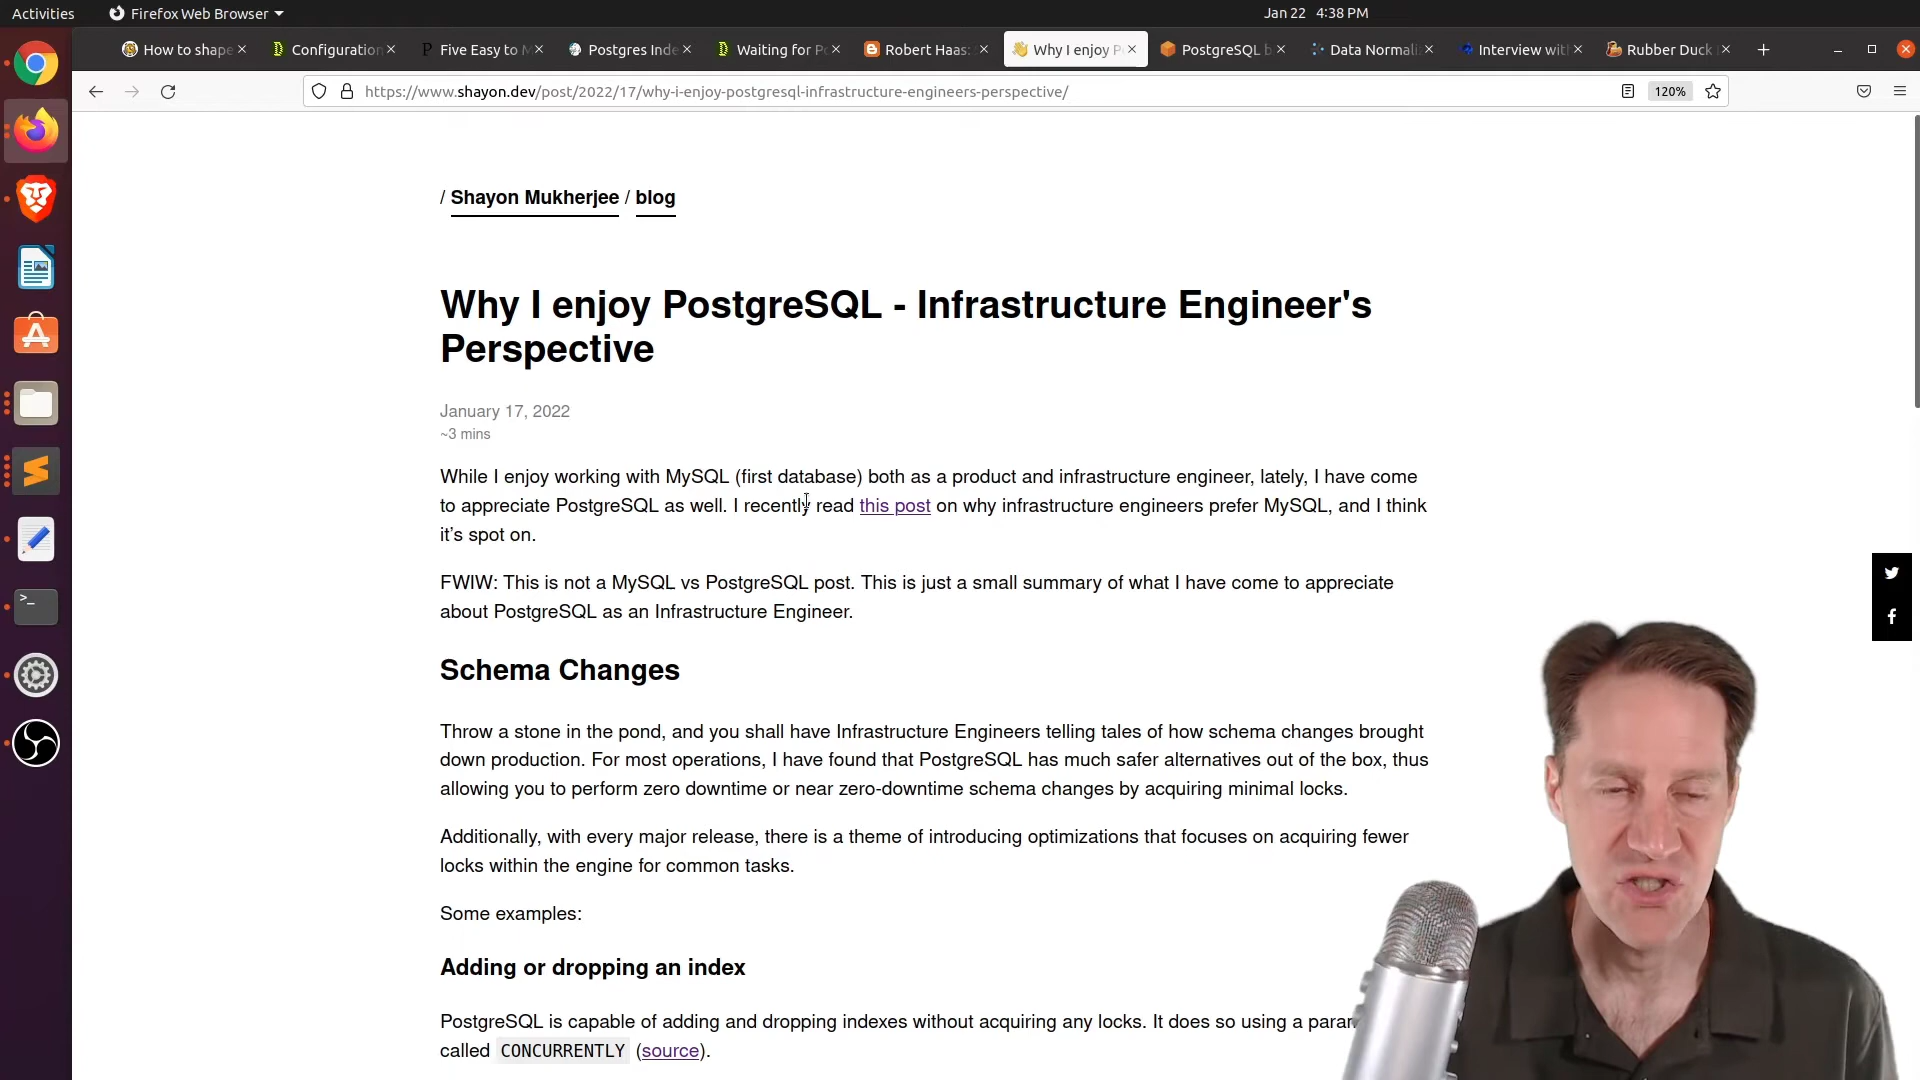 Activities
Firefox Web Browser
Jan 22 4:38 PM
How to shape
Configuration
Five Easy to M
Postgres Inde
Waiting for Po
Robert Haas:
Why I enjoy P
PostgreSQL b
Data Normali
Interview wit
Rubber Duck
https://www.shayon.dev/post/2022/17/why-i-enjoy-postgresql-infrastructure-engineers-perspective/
120%
/ Shayon Mukherjee / blog
Why I enjoy PostgreSQL - Infrastructure Engineer's
Perspective
January 17, 2022
~3 mins
While I enjoy working with MySQL (first database) both as a product and infrastructure engineer, lately, I have come
to appreciate PostgreSQL as well. I recently read this post on why infrastructure engineers prefer MySQL, and I think
it’s spot on.
FWIW: This is not a MySQL vs PostgreSQL post. This is just a small summary of what I have come to appreciate
about PostgreSQL as an Infrastructure Engineer.
Schema Changes
Throw a stone in the pond, and you shall have Infrastructure Engineers telling tales of how schema changes brought
down production. For most operations, I have found that PostgreSQL has much safer alternatives out of the box, thus
allowing you to perform zero downtime or near zero-downtime schema changes by acquiring minimal locks.
Additionally, with every major release, there is a theme of introducing optimizations that focuses on acquiring fewer
locks within the engine for common tasks.
Some examples:
Adding or dropping an index
PostgreSQL is capable of adding and dropping indexes without acquiring any locks. It does so using a param
called CONCURRENTLY (source).